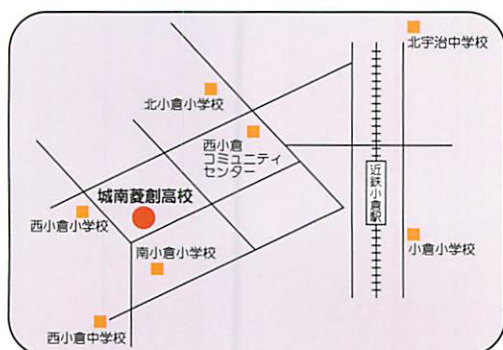 北宇治中学校
北小倉小学校
西小倉
コミュニティ
センター
近鉄小倉駅
城南菱創高校
西小倉小学校
小倉小学校
南小倉小学校
西小倉中学校